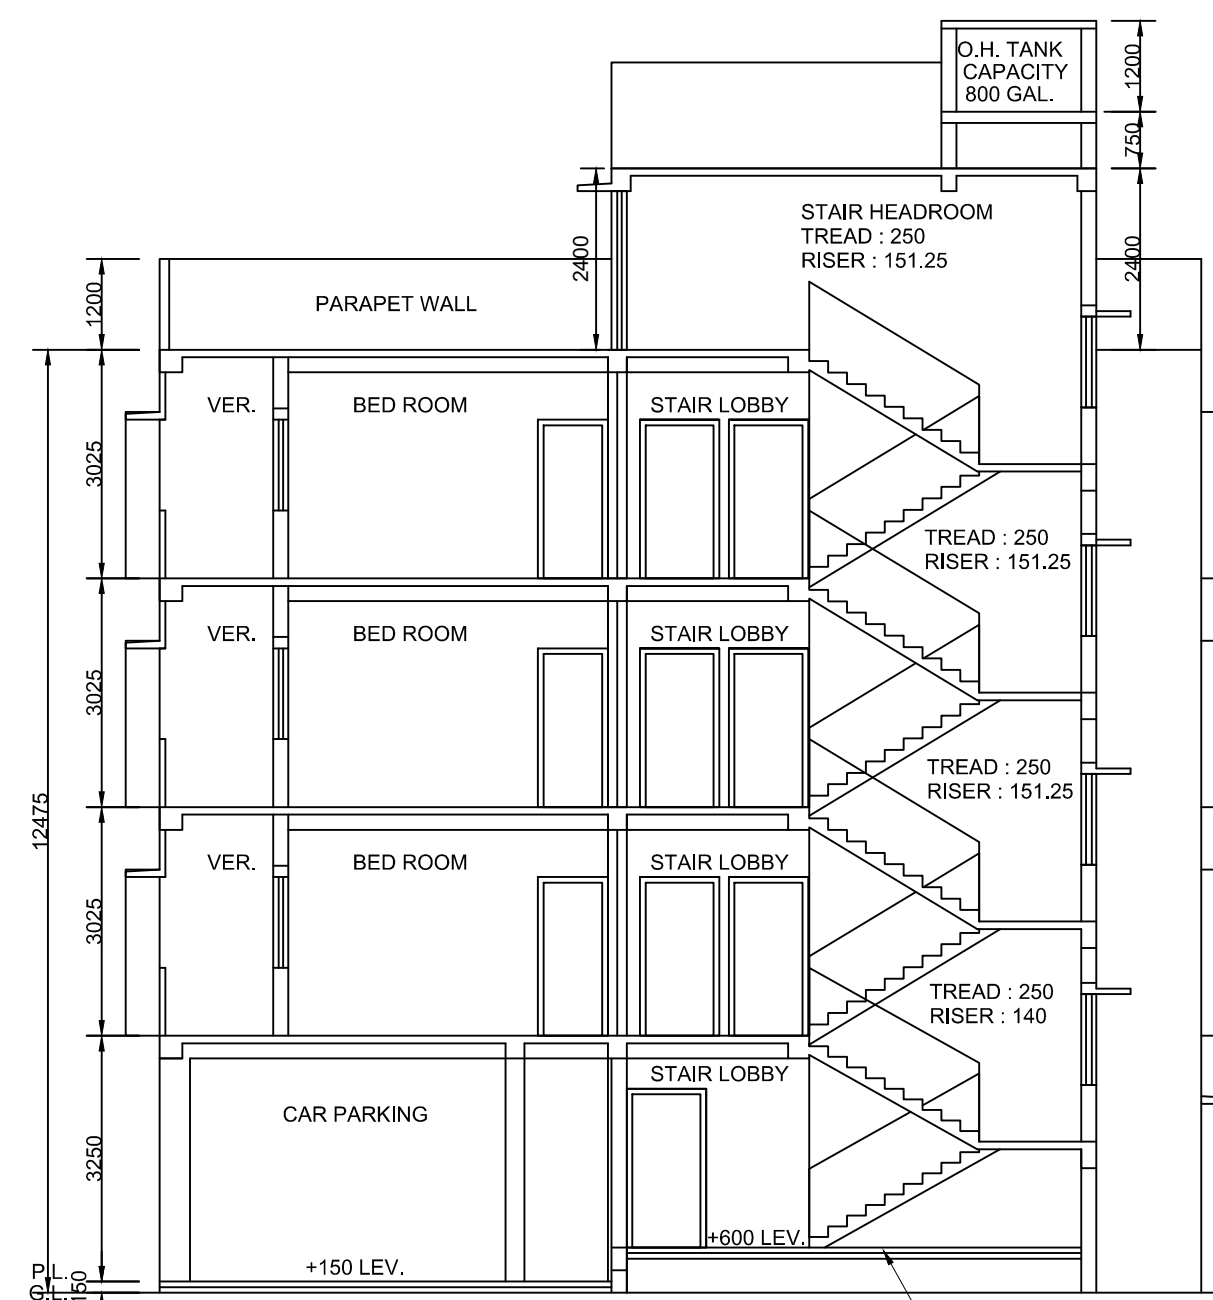 O.H. TANK
CAPACITY
800 GAL.
1200
750
STAIR HEADROOM
TREAD : 250
RISER : 151.25
2400
2400
1200
PARAPET WALL
VER.
BED ROOM
STAIR LOBBY
3025
TREAD : 250
RISER : 151.25
VER.
BED ROOM
STAIR LOBBY
3025
TREAD : 250
RISER : 151.25
12475
VER.
BED ROOM
STAIR LOBBY
3025
TREAD : 250
RISER : 140
STAIR LOBBY
CAR PARKING
3250
+600 LEV.
+150 LEV.
P.L.
G.L.
150